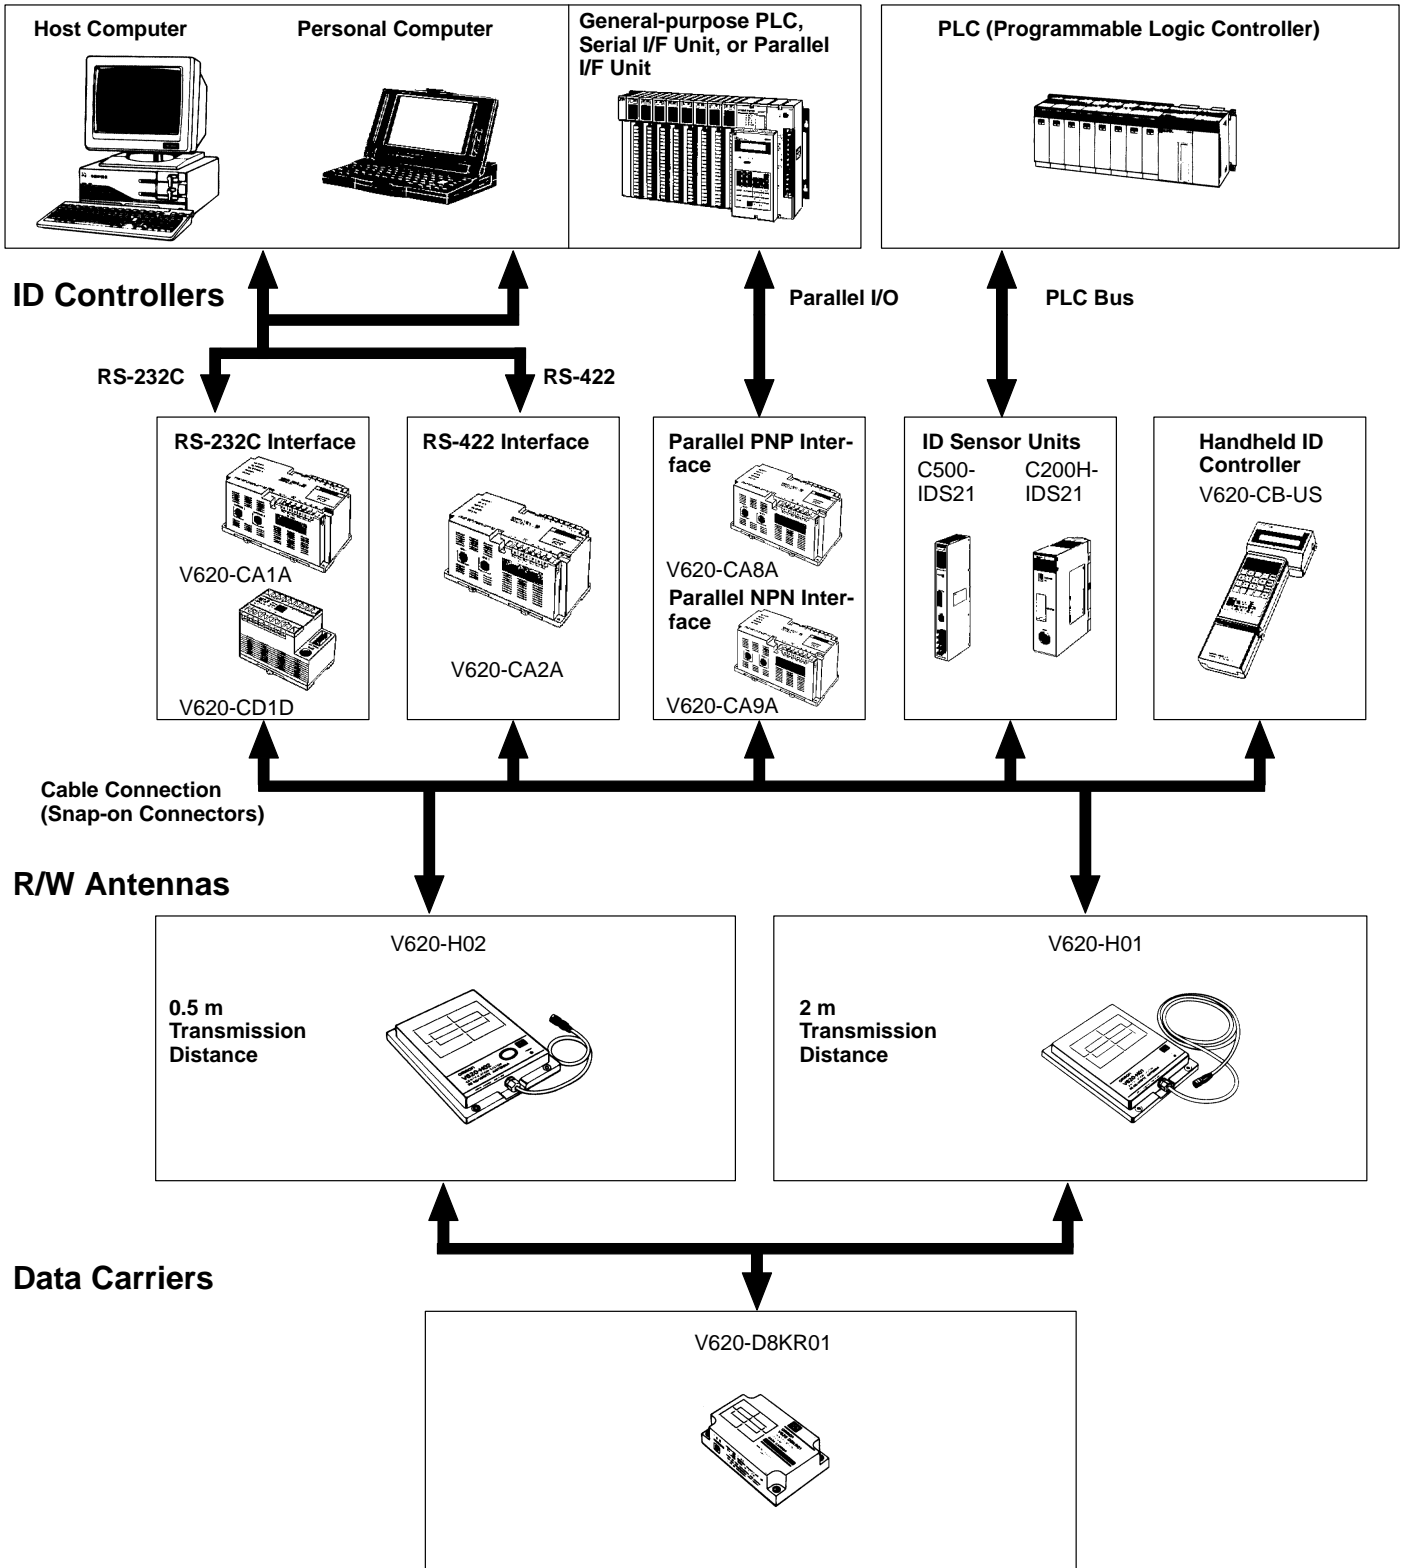 Host Computer
Personal Computer
General-purpose PLC,
Serial I/F Unit, or Parallel
I/F Unit
PLC (Programmable Logic Controller)
ID Controllers
Parallel I/O
PLC Bus
RS-232C
RS-422
RS-232C Interface
V620-CA1A
V620-CD1D
RS-422 Interface
V620-CA2A
Parallel PNP Inter-
face
V620-CA8A
Parallel NPN Inter-
face
V620-CA9A
ID Sensor Units
C500-
IDS21
C200H-
IDS21
Handheld ID
Controller
V620-CB-US
Cable Connection
(Snap-on Connectors)
R/W Antennas
V620-H02
0.5 m
Transmission
Distance
V620-H02
V620-H01
2 m
Transmission
Distance
V620-H01
Data Carriers
V620-D8KR01